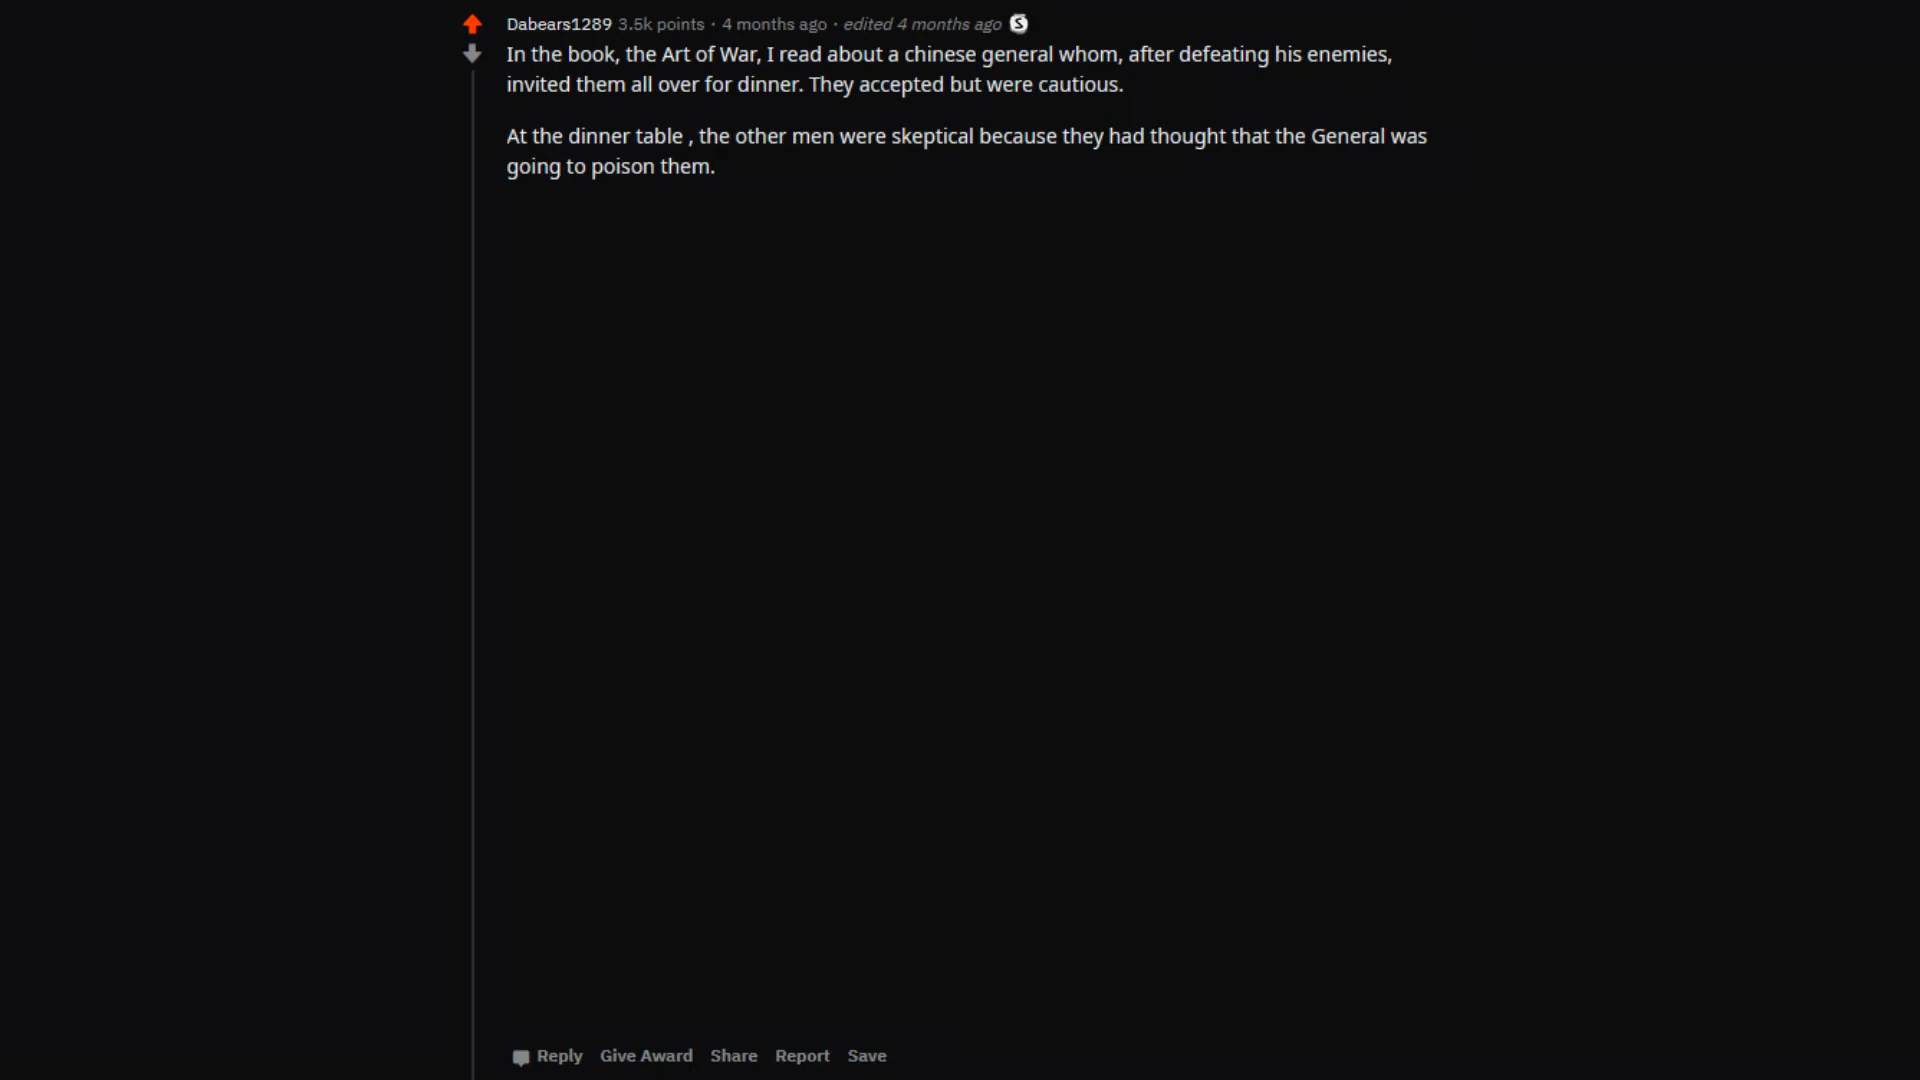 Dabears1289 3.5k points · 4 months ago · edited 4 months ago S
In the book, the Art of War, I read about a chinese general whom, after defeating his enemies,
invited them all over for dinner. They accepted but were cautious.
At the dinner table , the other men were skeptical because they had thought that the General was
going to poison them.
Reply Give Award Share Report Save